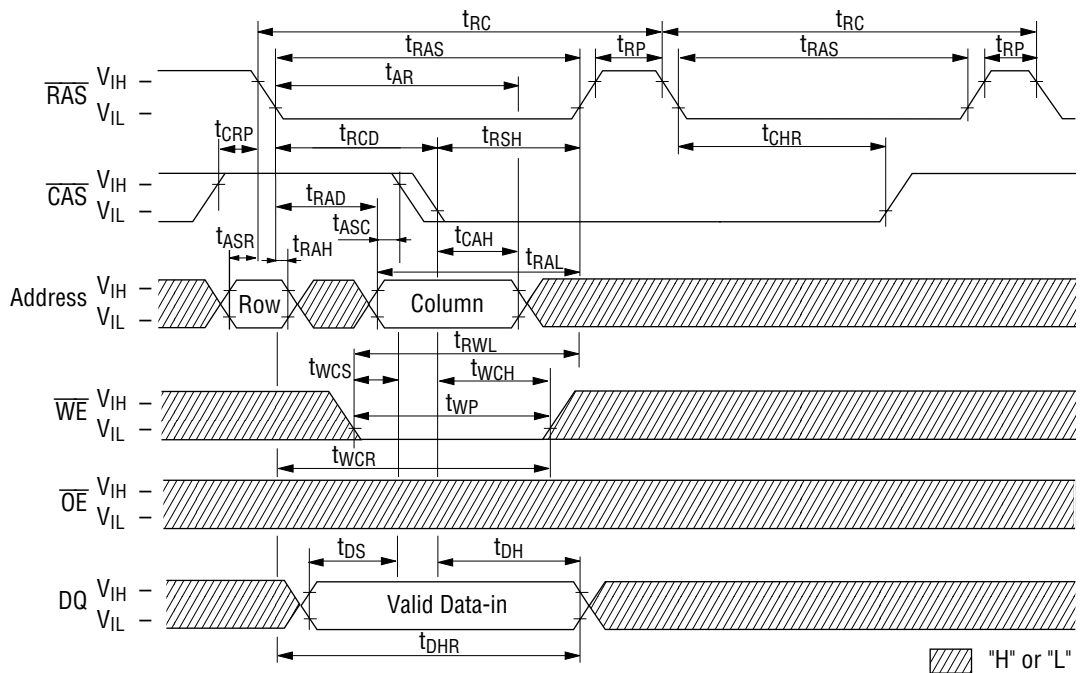 tRC tRC
tRAS tRP tRAS tRP
tAR
RAS VIH –
VIL –
tCRP tRCD tRSH tCHR
CAS VIH –
VIL –
tRAD
tASC tCAH
tASR tRAH tRAL
Address VIH –
VIL –
Row Column
tRWL
tWCS tWCH
WE VIH –
VIL –
tWP
tWCR
OE VIH –
VIL –
tDS tDH
DQ VIH –
VIL –
Valid Data-in
tDHR
"H" or "L"